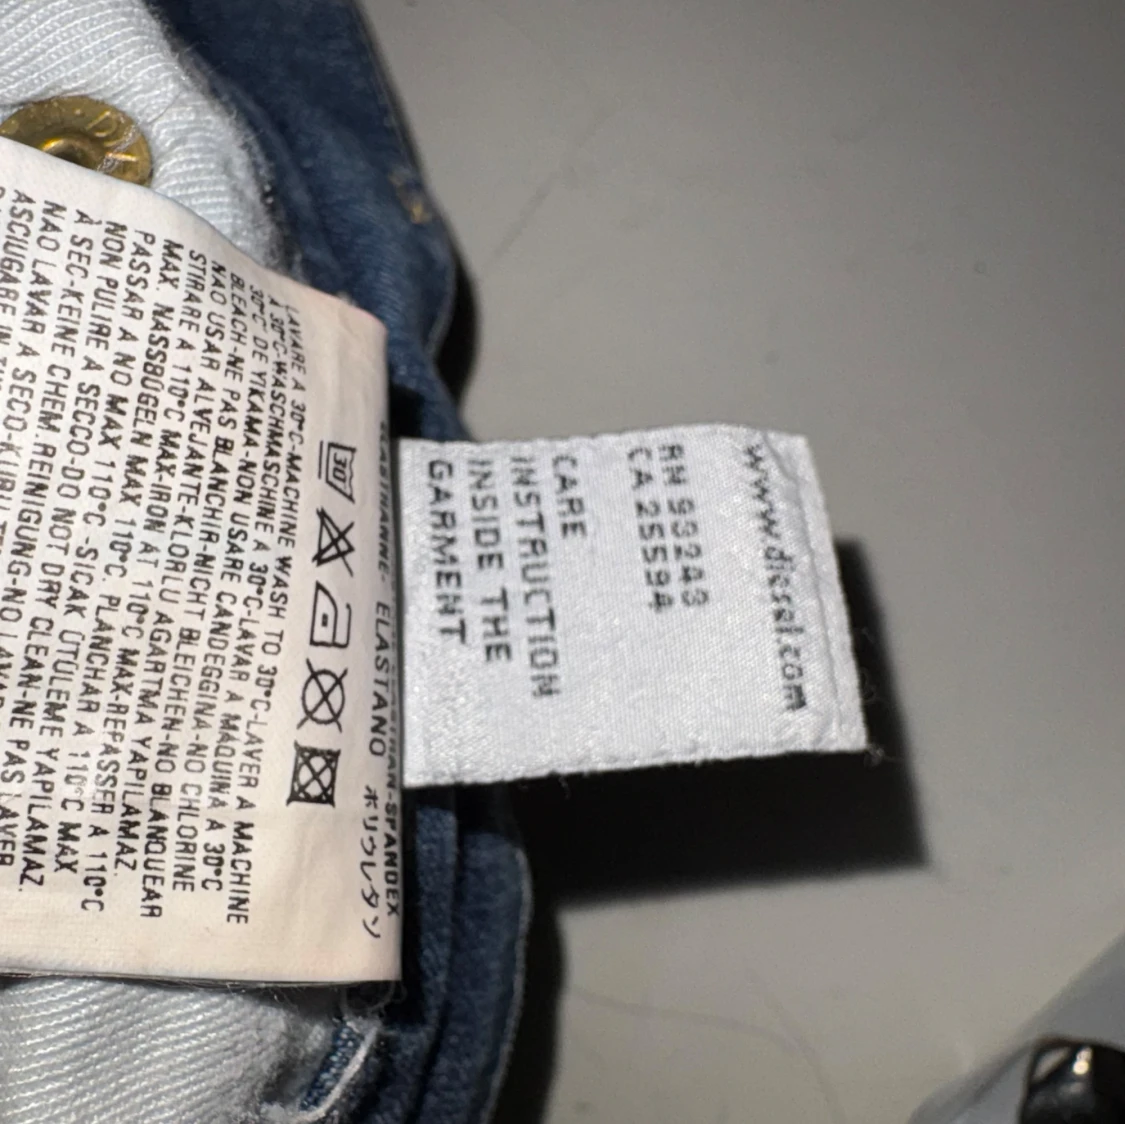 www.diesel.com
RN 93243
CA 25594
CARE
INSTRUCTION
INSIDE THE
GARMENT
ELASTHANNE- ELASTANO ポリウレタン
SPANDEX
30
LAVARE A 30°C-MACHINE WASH TO 30°C-LAVER A MACHINE
A 30°C-WASCHMASCHINE A 30°C-LAVAR A MAQUINA A 30°C
30°C DE YIKAMA-NON USARE CANDEGGINA-NO CHLORINE
BLEACH-NE PAS BLANCHIR-NICHT BLEICHEN-NO BLANQUEAR
NAO USAR ALVEJANTE-KLORLU AGARTMA YAPILAMAZ.
STIRARE A 110°C MAX-IRON AT 110°C MAX-REPASSER A 110°C
MAX. NASSBÜGELN MAX 110°C. PLANCHAR A 110°C MAX
PASSAR A NO MAX 110°C -SICAK ÜTÜLEME YAPILAMAZ.
NON PULIRE A SECCO-DO NOT DRY CLEAN-NE PAS LAVER
À SEC-KEINE CHEM.REINIGUNG-NO LAVAR
NAO LAVAR A SECO-KURU
ASCIUGARE IN